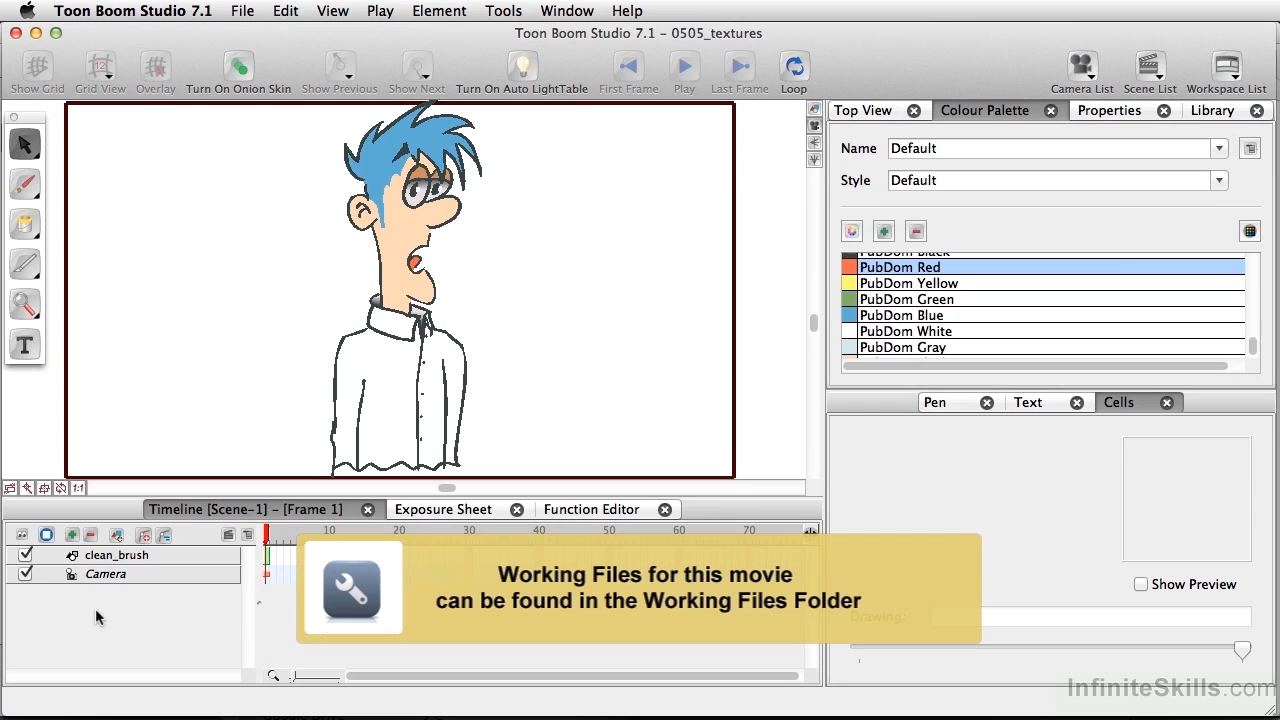 Toon Boom Studio 7.1 File Edit View Play Element Tools Window Help
Toon Boom Studio 7.1 - 0505_textures
Show Grid Grid View Overlay Turn On Onion Skin Show Previous Show Next Turn On Auto LightTable First Frame Play Last Frame Loop Camera List Scene List Workspace List
Top View Colour Palette Properties Library
Name Default
Style Default
PubDom Black
PubDom Red
PubDom Yellow
PubDom Green
PubDom Blue
PubDom White
PubDom Gray
T
Pen Text Cells
1:1
Timeline [Scene-1] - [Frame 1] Exposure Sheet Function Editor
10 20 30 40 50 60 70
clean_brush
Camera
Working Files for this movie
can be found in the Working Files Folder
Show Preview
Drawing:
InfiniteSkills.com